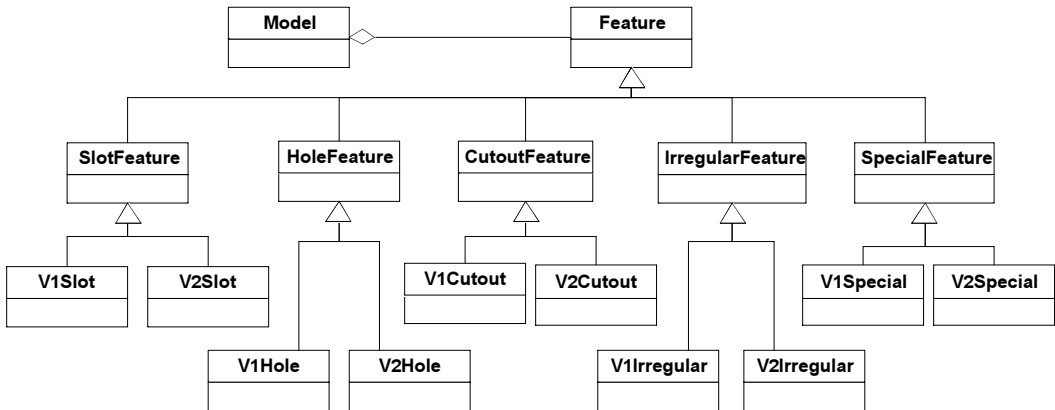 Model
Feature
SlotFeature
HoleFeature
CutoutFeature
IrregularFeature
SpecialFeature
V1Slot
V2Slot
V1Cutout
V2Cutout
V1Special
V2Special
V1Hole
V2Hole
V1Irregular
V2Irregular